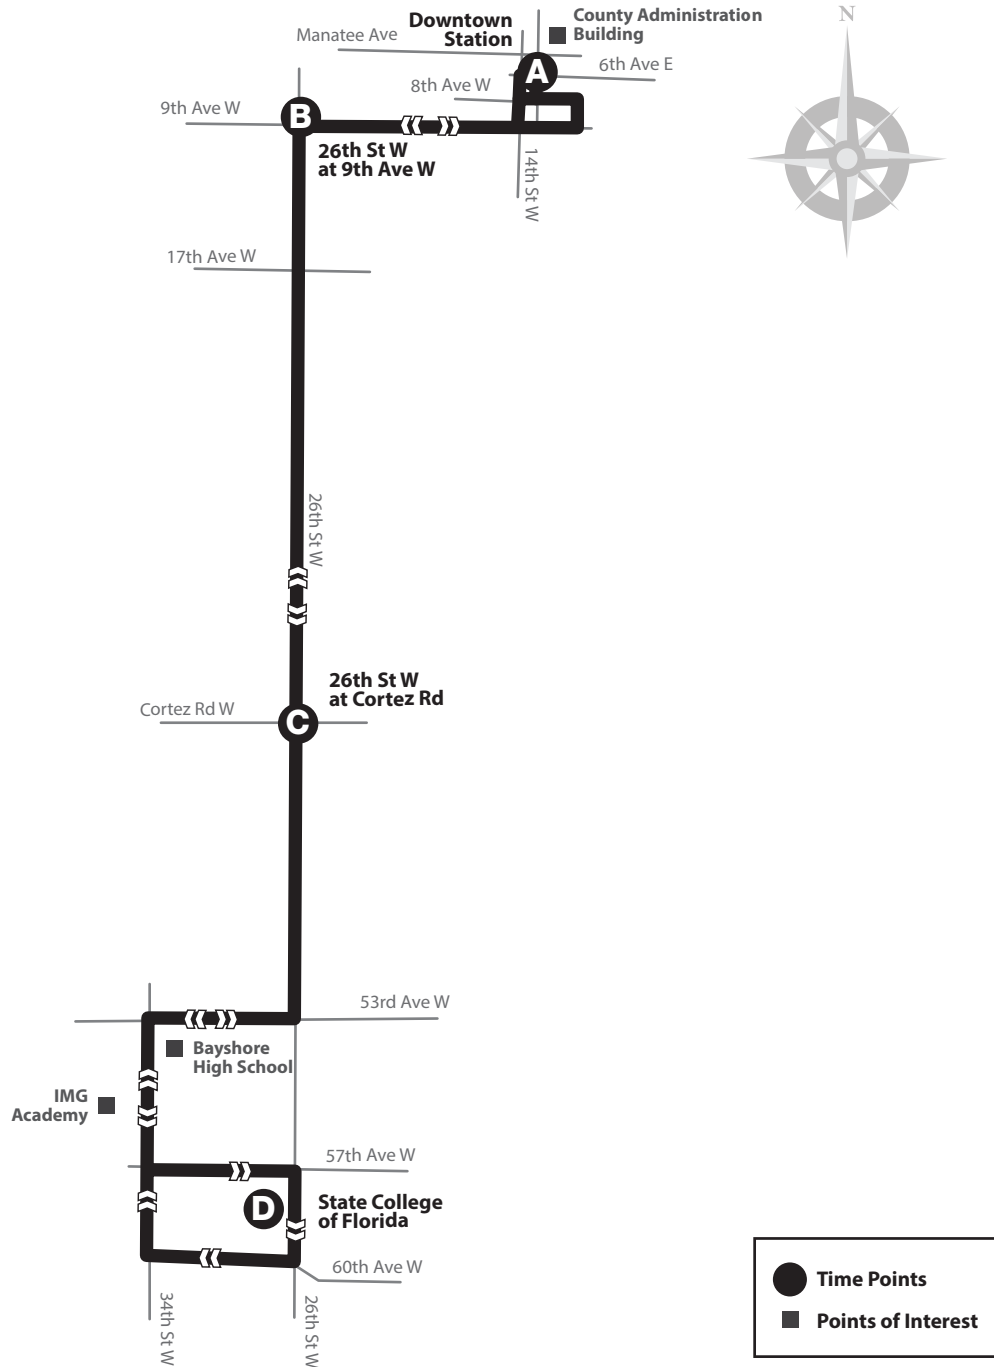 Downtown
Station
County Administration
Building
N
Manatee Ave
A
6th Ave E
8th Ave W
9th Ave W
B
26th St W
at 9th Ave W
14th St W
17th Ave W
26th St W
26th St W
at Cortez Rd
Cortez Rd W
C
53rd Ave W
Bayshore
High School
IMG
Academy
57th Ave W
D
State College
of Florida
60th Ave W
34th St W
26th St W
Time Points
Points of Interest